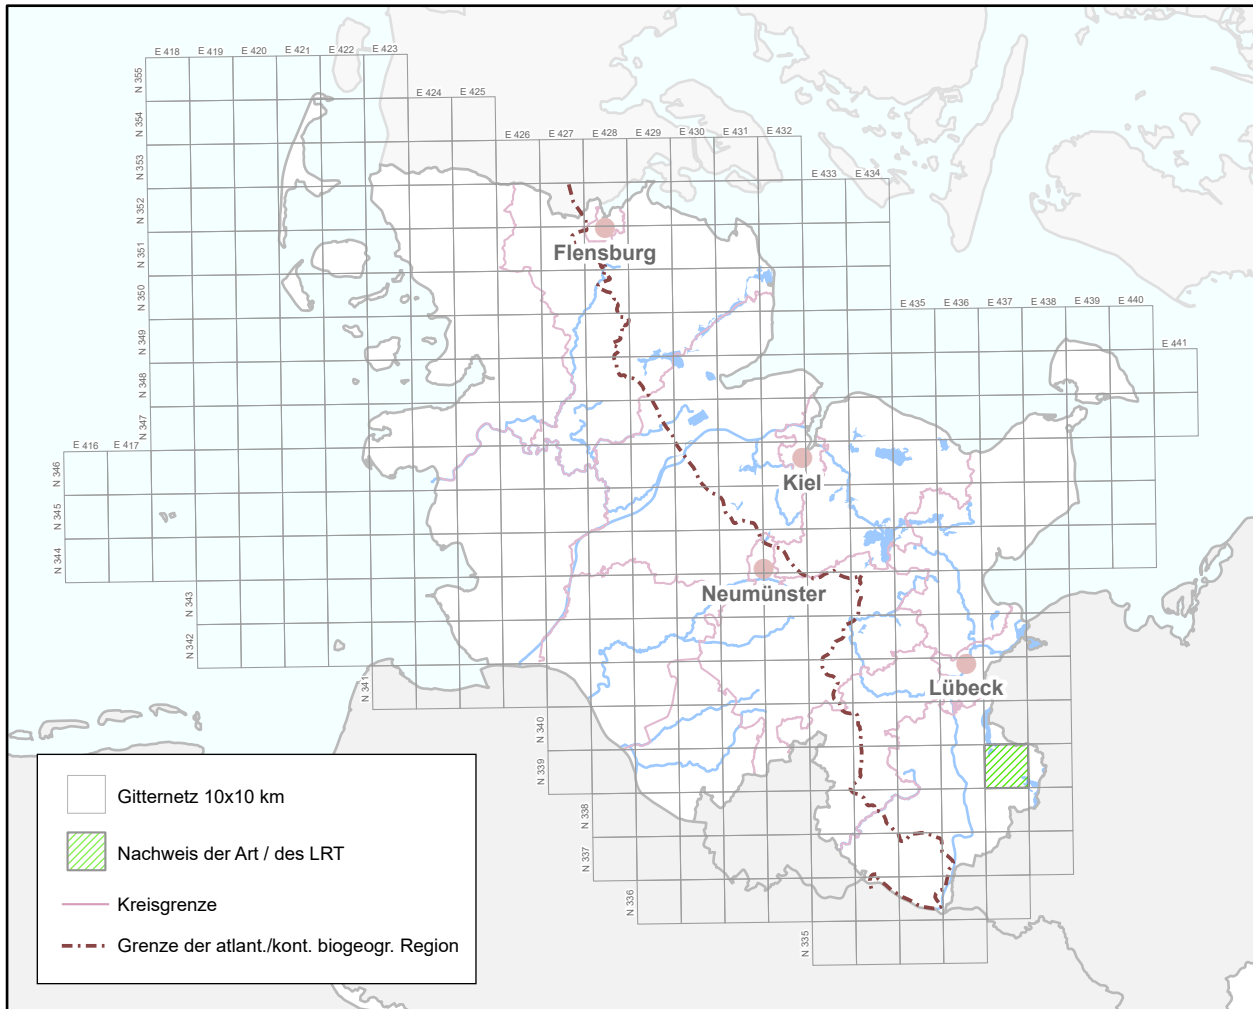 E 418 E 419 E 420 E 421 E 422 E 423
E 424 E 425
E 426 E 427 E 428 E 429 E 430 E 431 E 432
E 433 E 434
E 435 E 436 E 437 E 438 E 439 E 440
E 441
E 416 E 417
N 355
N 354
N 353
N 352
N 351
N 350
N 349
N 348
N 347
N 346
N 345
N 344
N 343
N 342
N 341
N 340
N 339
N 338
N 337
N 336
N 335
Flensburg
Kiel
Neumünster
Lübeck
Gitternetz 10x10 km
Nachweis der Art / des LRT
Kreisgrenze
Grenze der atlant./kont. biogeogr. Region